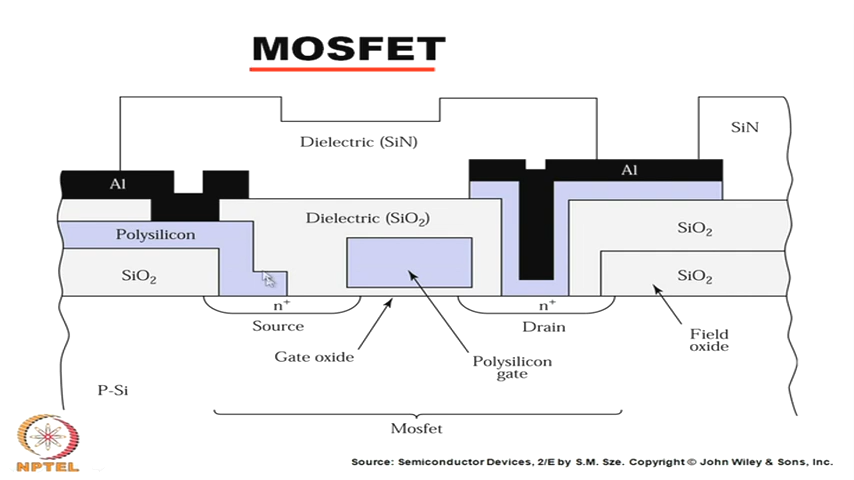 MOSFET
SiN
Dielectric (SiN)
Al
Al
Dielectric (SiO2)
Polysilicon
SiO2
SiO2
SiO2
n+
n+
Source
Drain
Gate oxide
Polysilicon
gate
Field
oxide
P-Si
Mosfet
NPTEL
Source: Semiconductor Devices, 2/E by S.M. Sze. Copyright © John Wiley & Sons, Inc.